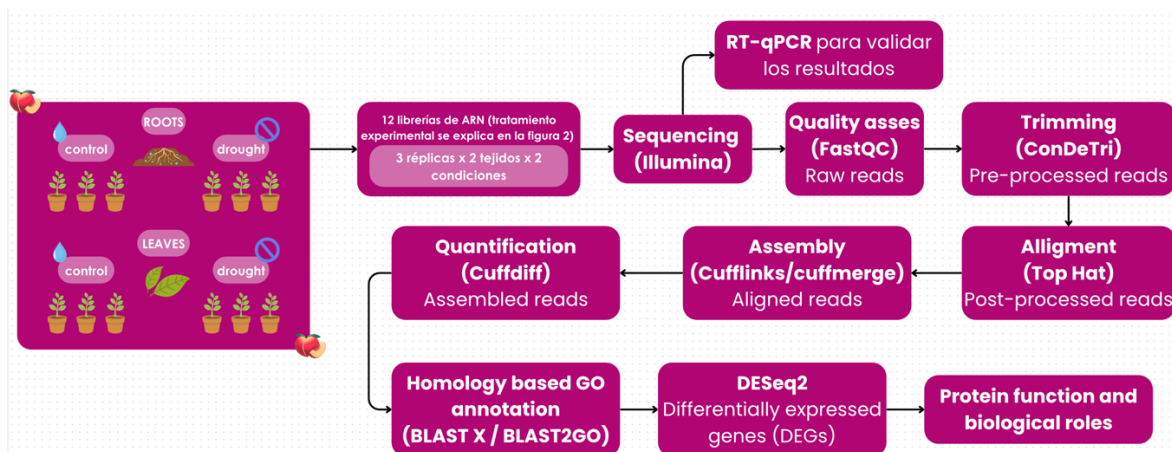 ROOTS
control
drought
LEAVES
control
drought
12 librerías de ARN (tratamiento
experimental se explica en la figura 2)
3 réplicas x 2 tejidos x 2
condiciones
Sequencing
(Illumina)
RT-qPCR para validar
los resultados
Quality asses
(FastQC)
Raw reads
Trimming
(ConDeTri)
Pre-processed reads
Alligment
(Top Hat)
Post-processed reads
Assembly
(Cufflinks/cuffmerge)
Aligned reads
Quantification
(Cuffdiff)
Assembled reads
Homology based GO
annotation
(BLAST X / BLAST2GO)
DESeq2
Differentially expressed
genes (DEGs)
Protein function and
biological roles